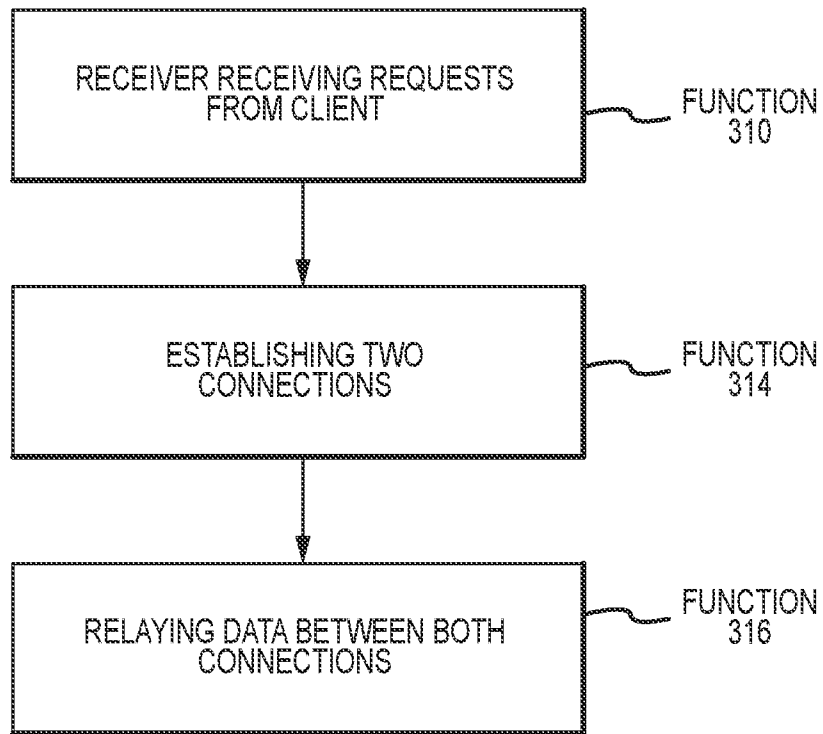 RECEIVER RECEIVING REQUESTS
FROM CLIENT
FUNCTION
310
ESTABLISHING TWO
CONNECTIONS
FUNCTION
314
RELAYING DATA BETWEEN BOTH
CONNECTIONS
FUNCTION
316